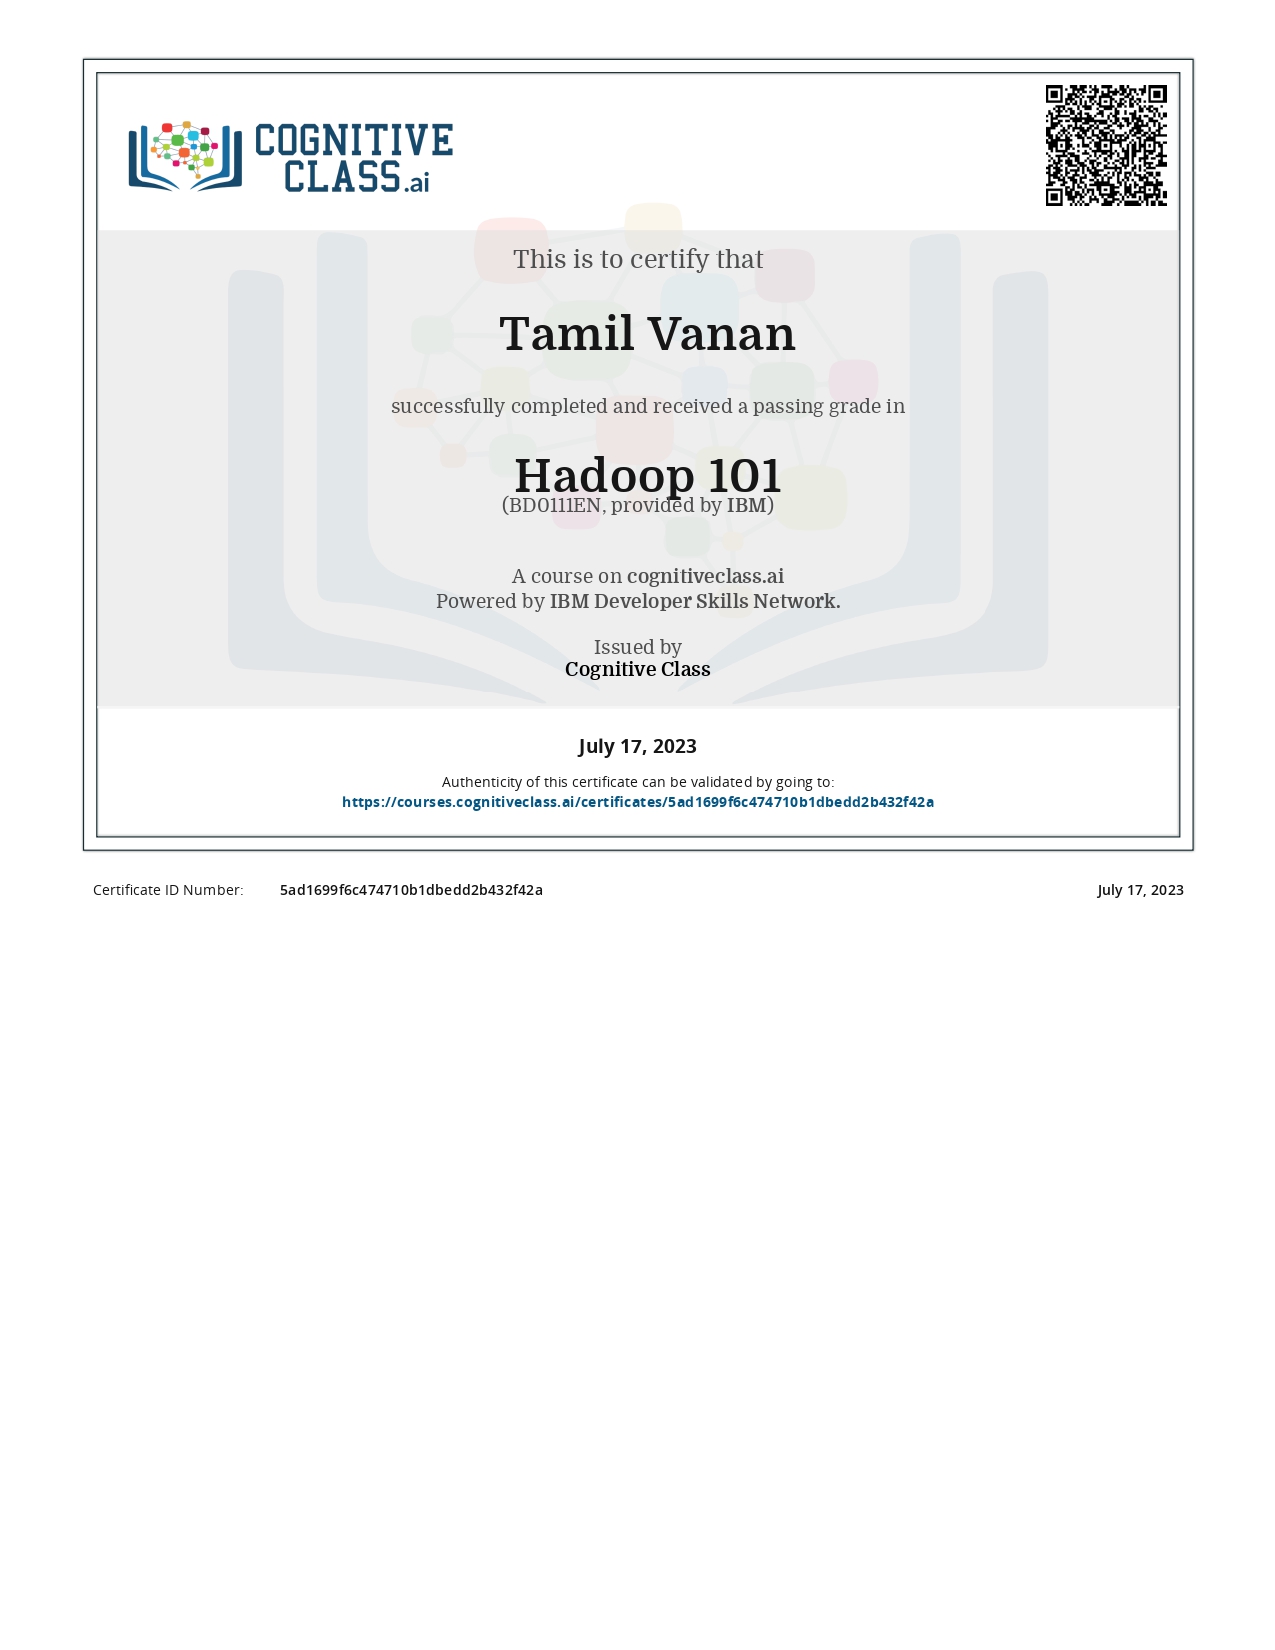 COGNITIVE
CLASS.ai
This is to certify that
Tamil Vanan
successfully completed and received a passing grade in
Hadoop 101
(BD0111EN, provided by IBM)
A course on cognitiveclass.ai
Powered by IBM Developer Skills Network.
Issued by
Cognitive Class
July 17, 2023
Authenticity of this certificate can be validated by going to:
https://courses.cognitiveclass.ai/certificates/5ad1699f6c474710b1dbedd2b432f42a
Certificate ID Number: 5ad1699f6c474710b1dbedd2b432f42a July 17, 2023